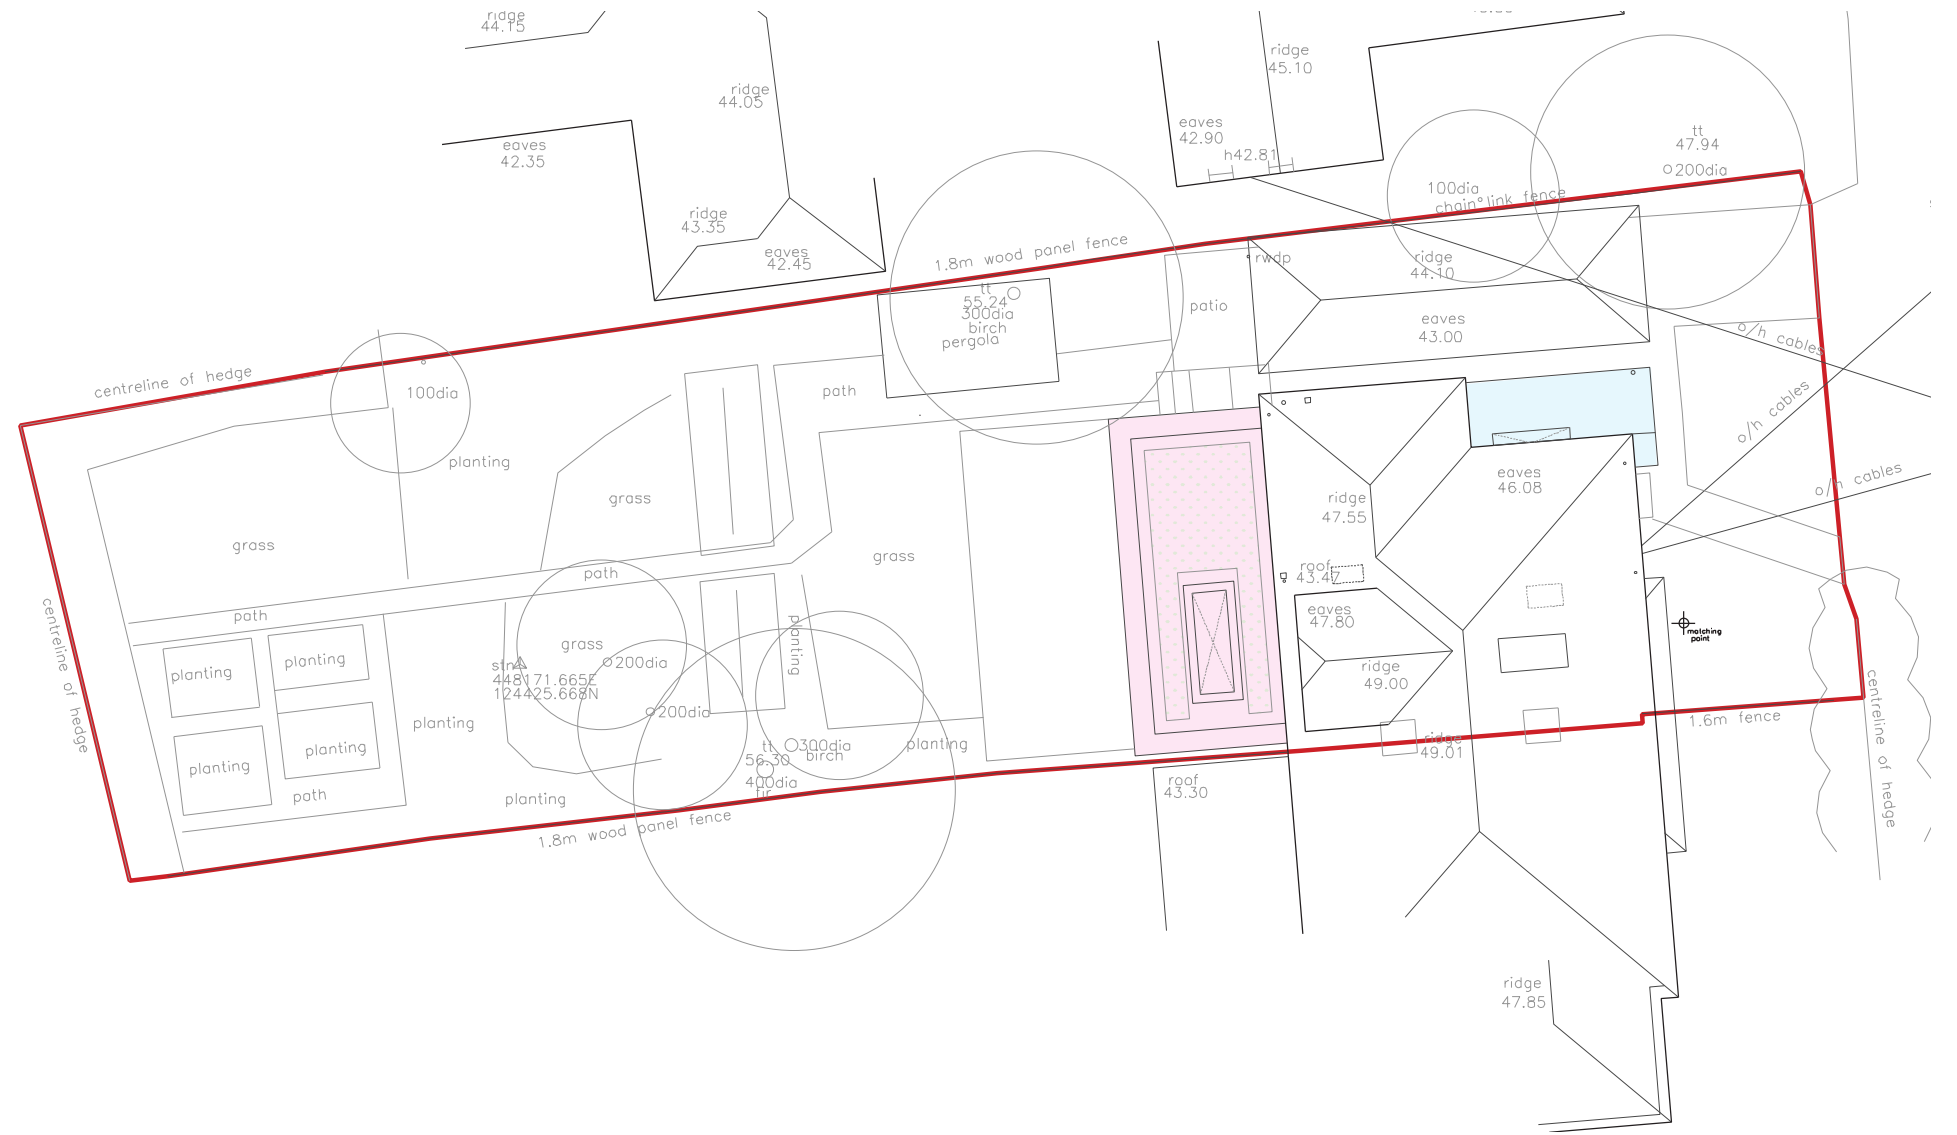 ridge
44.15
ridge
44.05
eaves
42.35
ridge
43.35
eaves
42.45
ridge
45.10
eaves
42.90
h42.81
tt
47.94
200dia
100dia
chain link fence
1.8m wood panel fence
rwdp
ridge
44.10
patio
eaves
43.00
tt
55.24
300dia
birch
pergola
o/h cables
o/h cables
o/h cables
centreline of hedge
100dia
path
planting
grass
grass
grass
path
path
eaves
46.08
ridge
47.55
roof
43.47
eaves
47.80
ridge
49.00
ridge
49.01
matching
point
1.6m fence
centreline of hedge
centreline of hedge
planting
planting
planting
planting
path
planting
planting
grass
stn
448171.665E
124425.668N
200dia
200dia
planting
tt
56.30
300dia
birch
400dia
fir
planting
1.8m wood panel fence
roof
43.30
ridge
47.85